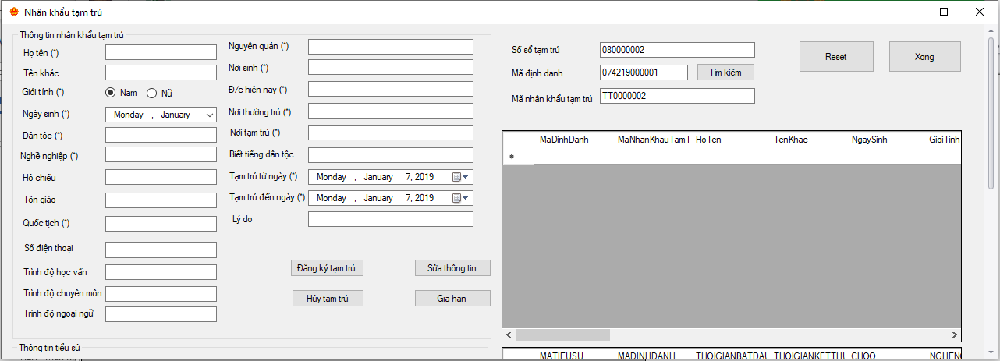 Nhân khẩu tạm trú
Thông tin nhân khẩu tạm trú
Họ tên (*)
Tên khác
Giới tính (*)
Nam
Nữ
Ngày sinh (*)
Monday , January
Dân tộc (*)
Nghề nghiệp (*)
Hộ chiếu
Tôn giáo
Quốc tịch (*)
Số điện thoại
Trình độ học vấn
Trình độ chuyên môn
Trình độ ngoại ngữ
Nguyên quán (*)
Nơi sinh (*)
Đ/c hiện nay (*)
Nơi thường trú (*)
Nơi tạm trú (*)
Biết tiếng dân tộc
Tạm trú từ ngày (*)
Monday , January 7, 2019
Tạm trú đến ngày (*)
Monday , January 7, 2019
Lý do
Đăng ký tạm trú
Sửa thông tin
Hủy tạm trú
Gia hạn
Số sổ tạm trú
080000002
Mã định danh
074219000001
Tìm kiếm
Mã nhân khẩu tạm trú
TT0000002
Reset
Xong
MaDinhDanh MaNhanKhauTamT HoTen TenKhac NgaySinh GioiTinh
Thông tin tiểu sử
MATIEUSU MADINHDANH THOIGIANBATDAU THOIGIANKETTHU CHOO NGHENG